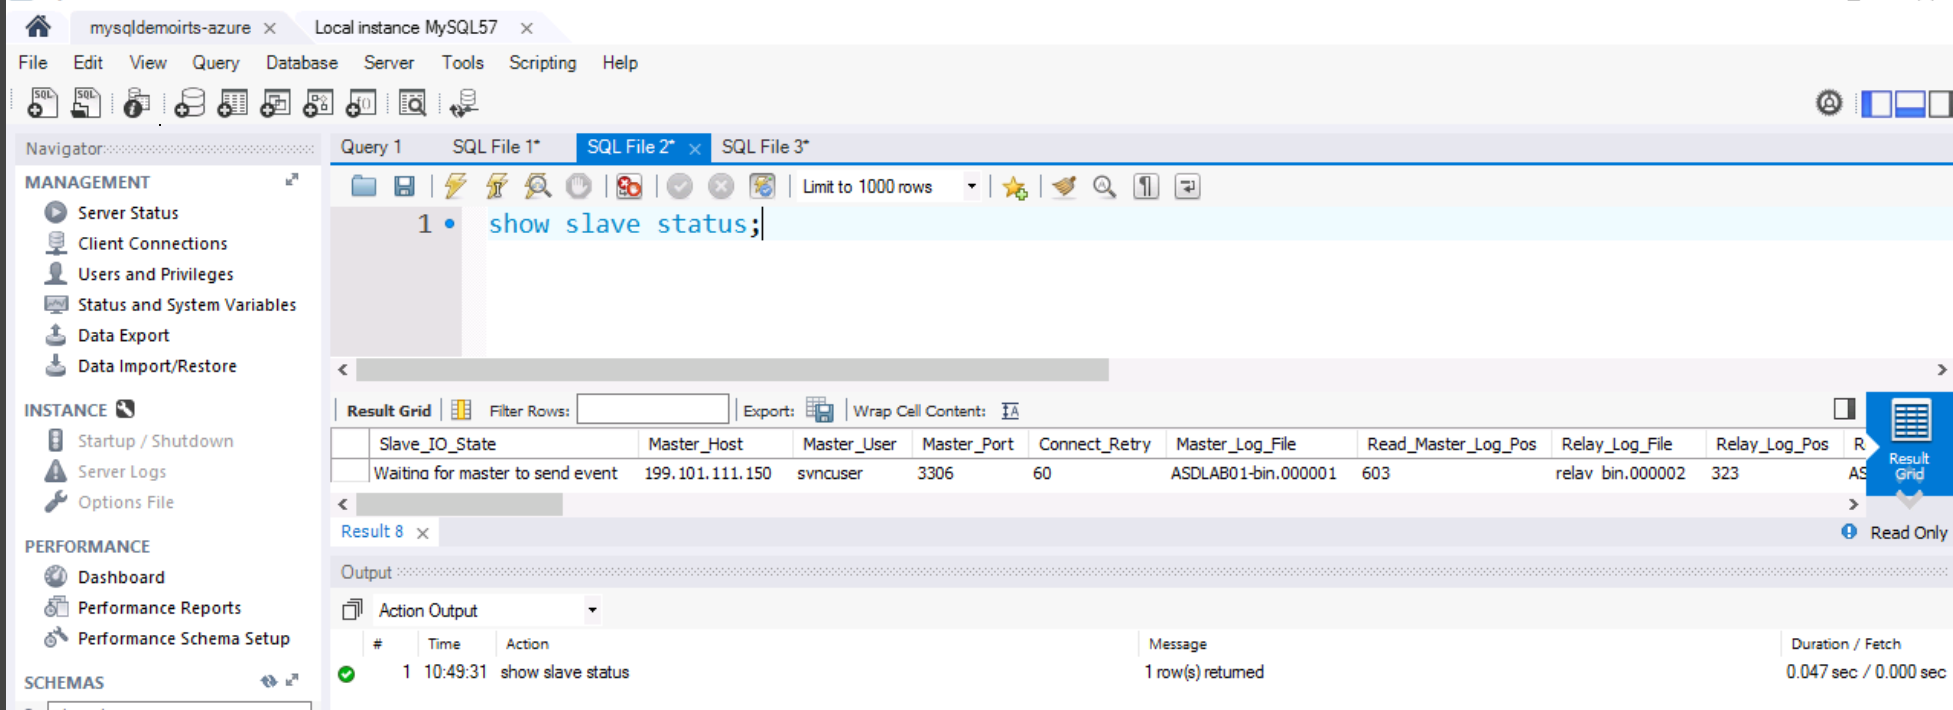 mysqldemoirts-azure Local instance MySQL57
File Edit View Query Database Server Tools Scripting Help
Navigator
MANAGEMENT
Server Status
Client Connections
Users and Privileges
Status and System Variables
Data Export
Data Import/Restore
INSTANCE
Startup / Shutdown
Server Logs
Options File
PERFORMANCE
Dashboard
Performance Reports
Performance Schema Setup
SCHEMAS
Query 1 SQL File 1* SQL File 2* SQL File 3*
Limit to 1000 rows
1 show slave status;
Result Grid Filter Rows: Export: Wrap Cell Content:
Slave_IO_State Master_Host Master_User Master_Port Connect_Retry Master_Log_File Read_Master_Log_Pos Relay_Log_File Relay_Log_Pos R
Waiting for master to send event 199.101.111.150 syncuser 3306 60 ASDLAB01-bin.000001 603 relay_bin.000002 323 AS
Result Grid
Result 8 Read Only
Output
Action Output
# Time Action Message Duration / Fetch
1 10:49:31 show slave status 1 row(s) returned 0.047 sec / 0.000 sec